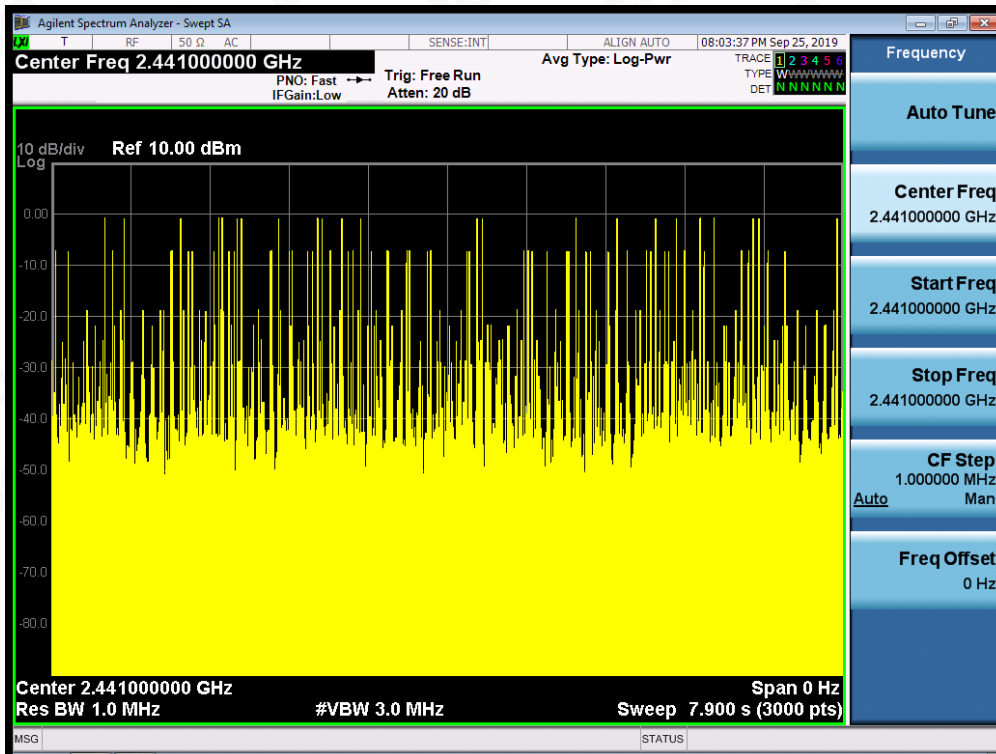 Agilent Spectrum Analyzer - Swept SA
LXI T RF 50 Ω AC SENSE:INT ALIGN AUTO 08:03:37 PM Sep 25, 2019
Center Freq 2.441000000 GHz
PNO: Fast
IFGain:Low
Trig: Free Run
Atten: 20 dB
Avg Type: Log-Pwr
TRACE 1 2 3 4 5 6
TYPE WWWWWW
DET N N N N N N
10 dB/div Ref 10.00 dBm
Log
0.00
-10.0
-20.0
-30.0
-40.0
-50.0
-60.0
-70.0
-80.0
Center 2.441000000 GHz Span 0 Hz
Res BW 1.0 MHz #VBW 3.0 MHz Sweep 7.900 s (3000 pts)
MSG STATUS
Frequency
Auto Tune
Center Freq
2.441000000 GHz
Start Freq
2.441000000 GHz
Stop Freq
2.441000000 GHz
CF Step
1.000000 MHz
Auto Man
Freq Offset
0 Hz